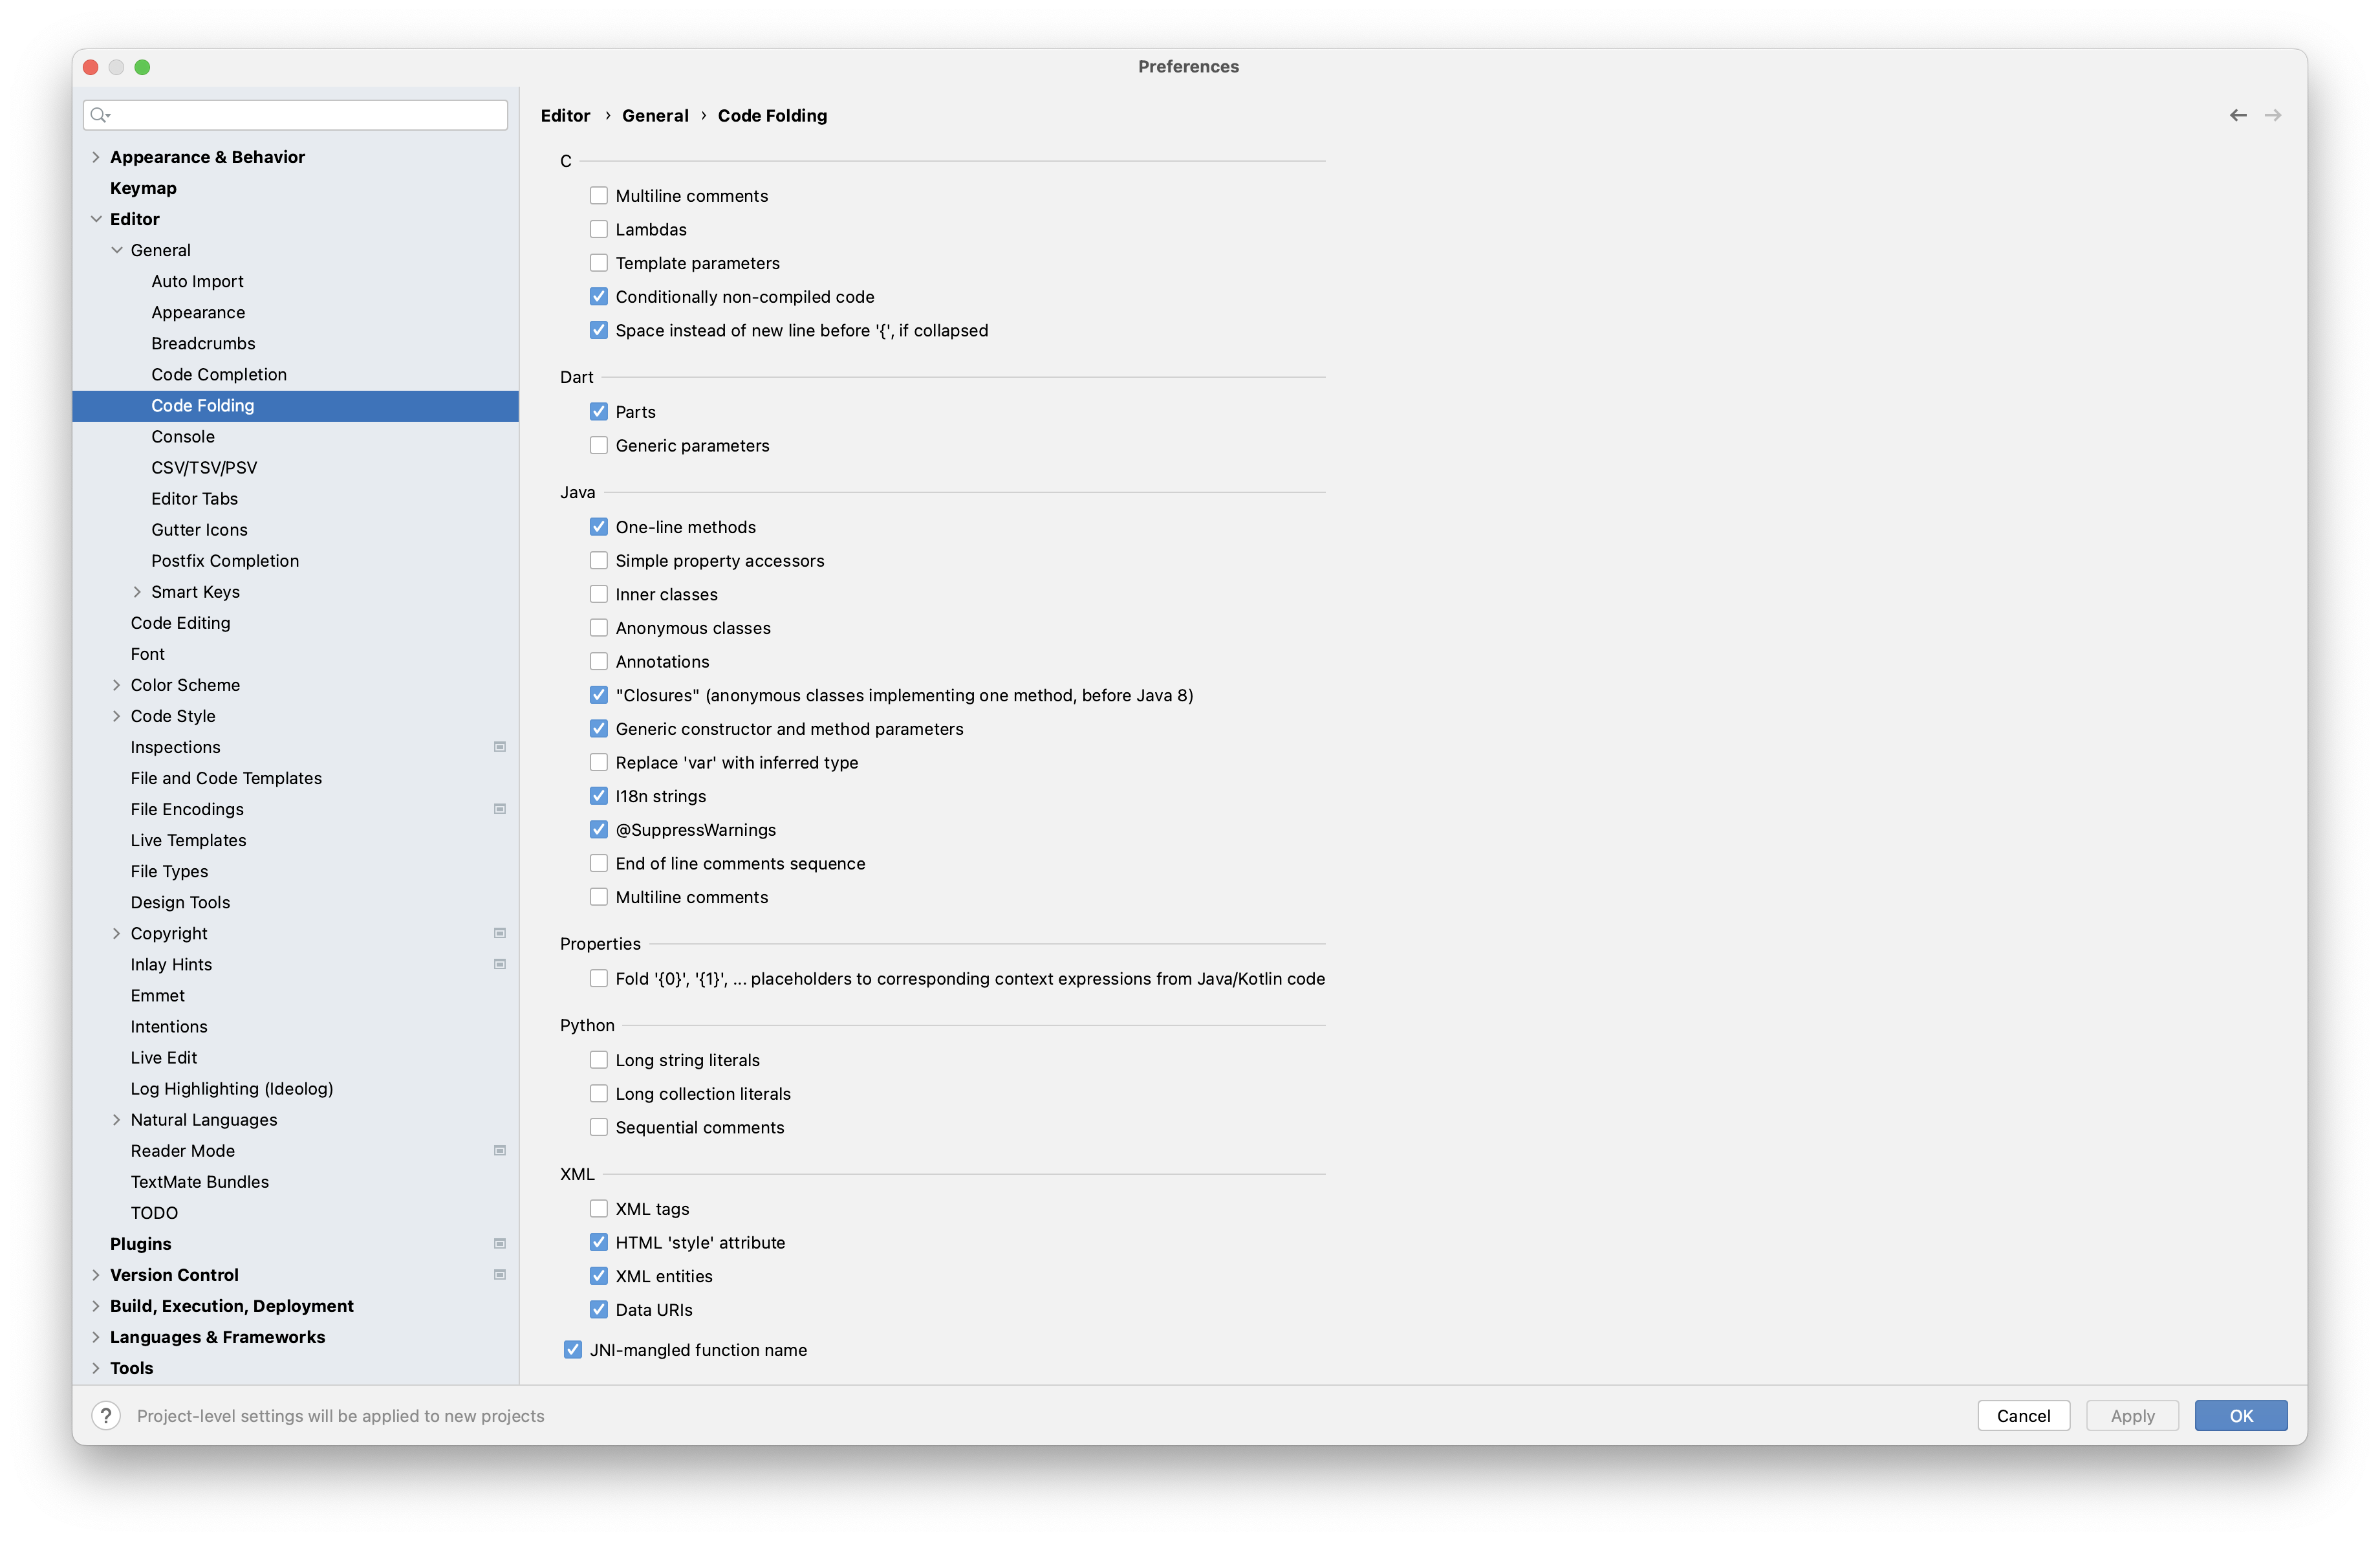 Preferences
Appearance & Behavior
Keymap
Editor
General
Auto Import
Appearance
Breadcrumbs
Code Completion
Code Folding
Console
CSV/TSV/PSV
Editor Tabs
Gutter Icons
Postfix Completion
Smart Keys
Code Editing
Font
Color Scheme
Code Style
Inspections
File and Code Templates
File Encodings
Live Templates
File Types
Design Tools
Copyright
Inlay Hints
Emmet
Intentions
Live Edit
Log Highlighting (Ideolog)
Natural Languages
Reader Mode
TextMate Bundles
TODO
Plugins
Version Control
Build, Execution, Deployment
Languages & Frameworks
Tools
Editor › General › Code Folding
C
Multiline comments
Lambdas
Template parameters
Conditionally non-compiled code
Space instead of new line before '{', if collapsed
Dart
Parts
Generic parameters
Java
One-line methods
Simple property accessors
Inner classes
Anonymous classes
Annotations
"Closures" (anonymous classes implementing one method, before Java 8)
Generic constructor and method parameters
Replace 'var' with inferred type
I18n strings
@SuppressWarnings
End of line comments sequence
Multiline comments
Properties
Fold '{0}', '{1}', ... placeholders to corresponding context expressions from Java/Kotlin code
Python
Long string literals
Long collection literals
Sequential comments
XML
XML tags
HTML 'style' attribute
XML entities
Data URIs
JNI-mangled function name
? Project-level settings will be applied to new projects
Cancel Apply OK